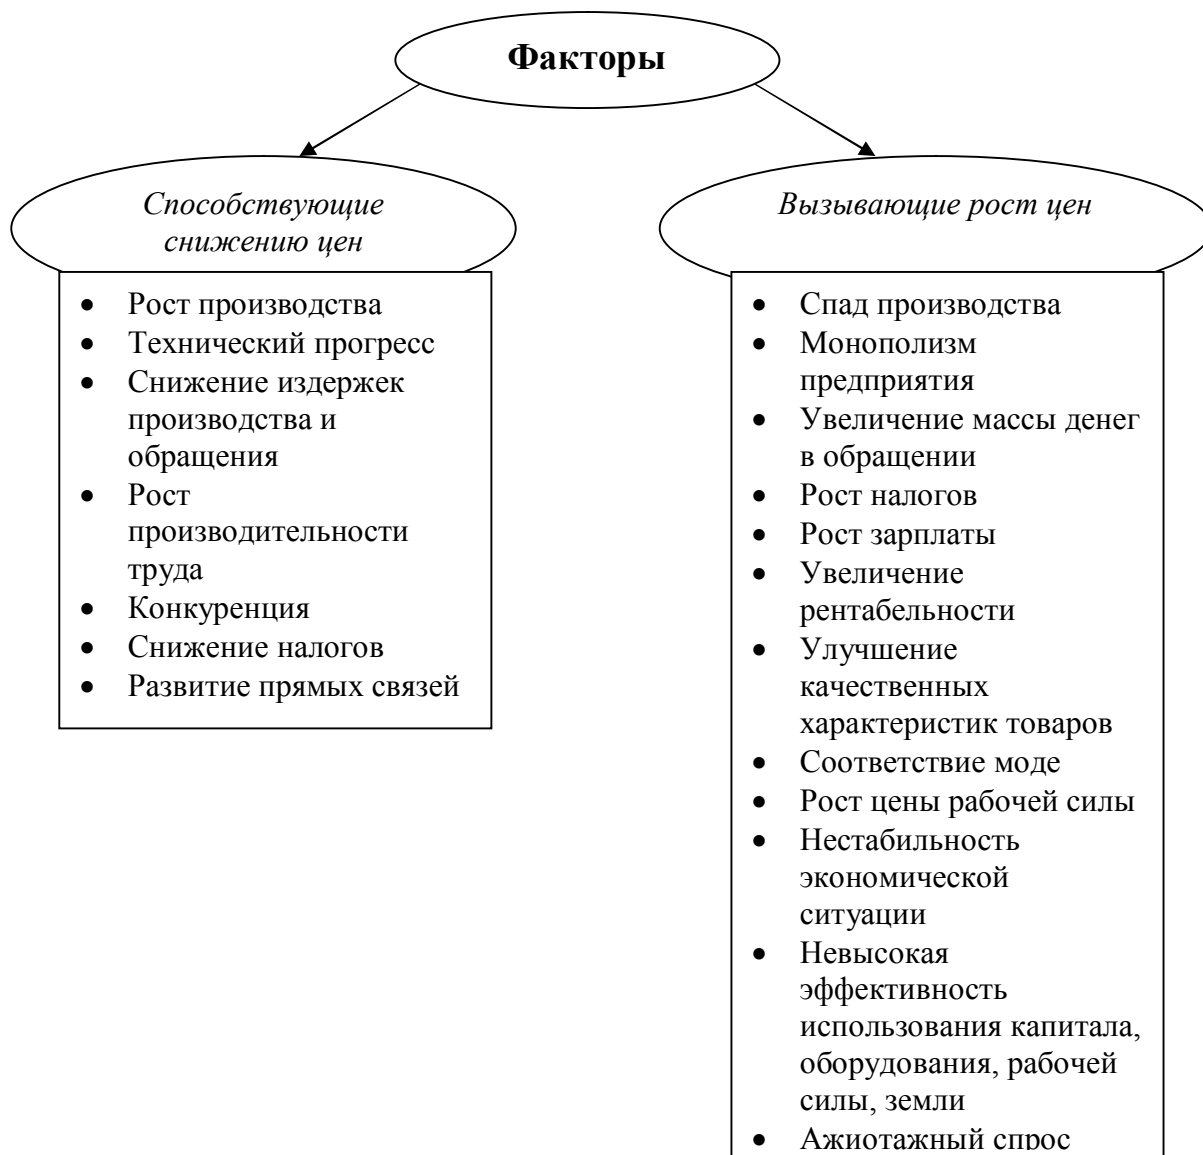 Факторы
Способствующие
снижению цен
• Рост производства
• Технический прогресс
• Снижение издержек
производства и
обращения
• Рост
производительности
труда
• Конкуренция
• Снижение налогов
• Развитие прямых связей
Вызывающие рост цен
• Спад производства
• Монополизм
предприятия
• Увеличение массы денег
в обращении
• Рост налогов
• Рост зарплаты
• Увеличение
рентабельности
• Улучшение
качественных
характеристик товаров
• Соответствие моде
• Рост цены рабочей силы
• Нестабильность
экономической
ситуации
• Невысокая
эффективность
использования капитала,
оборудования, рабочей
силы, земли
• Ажиотажный спрос